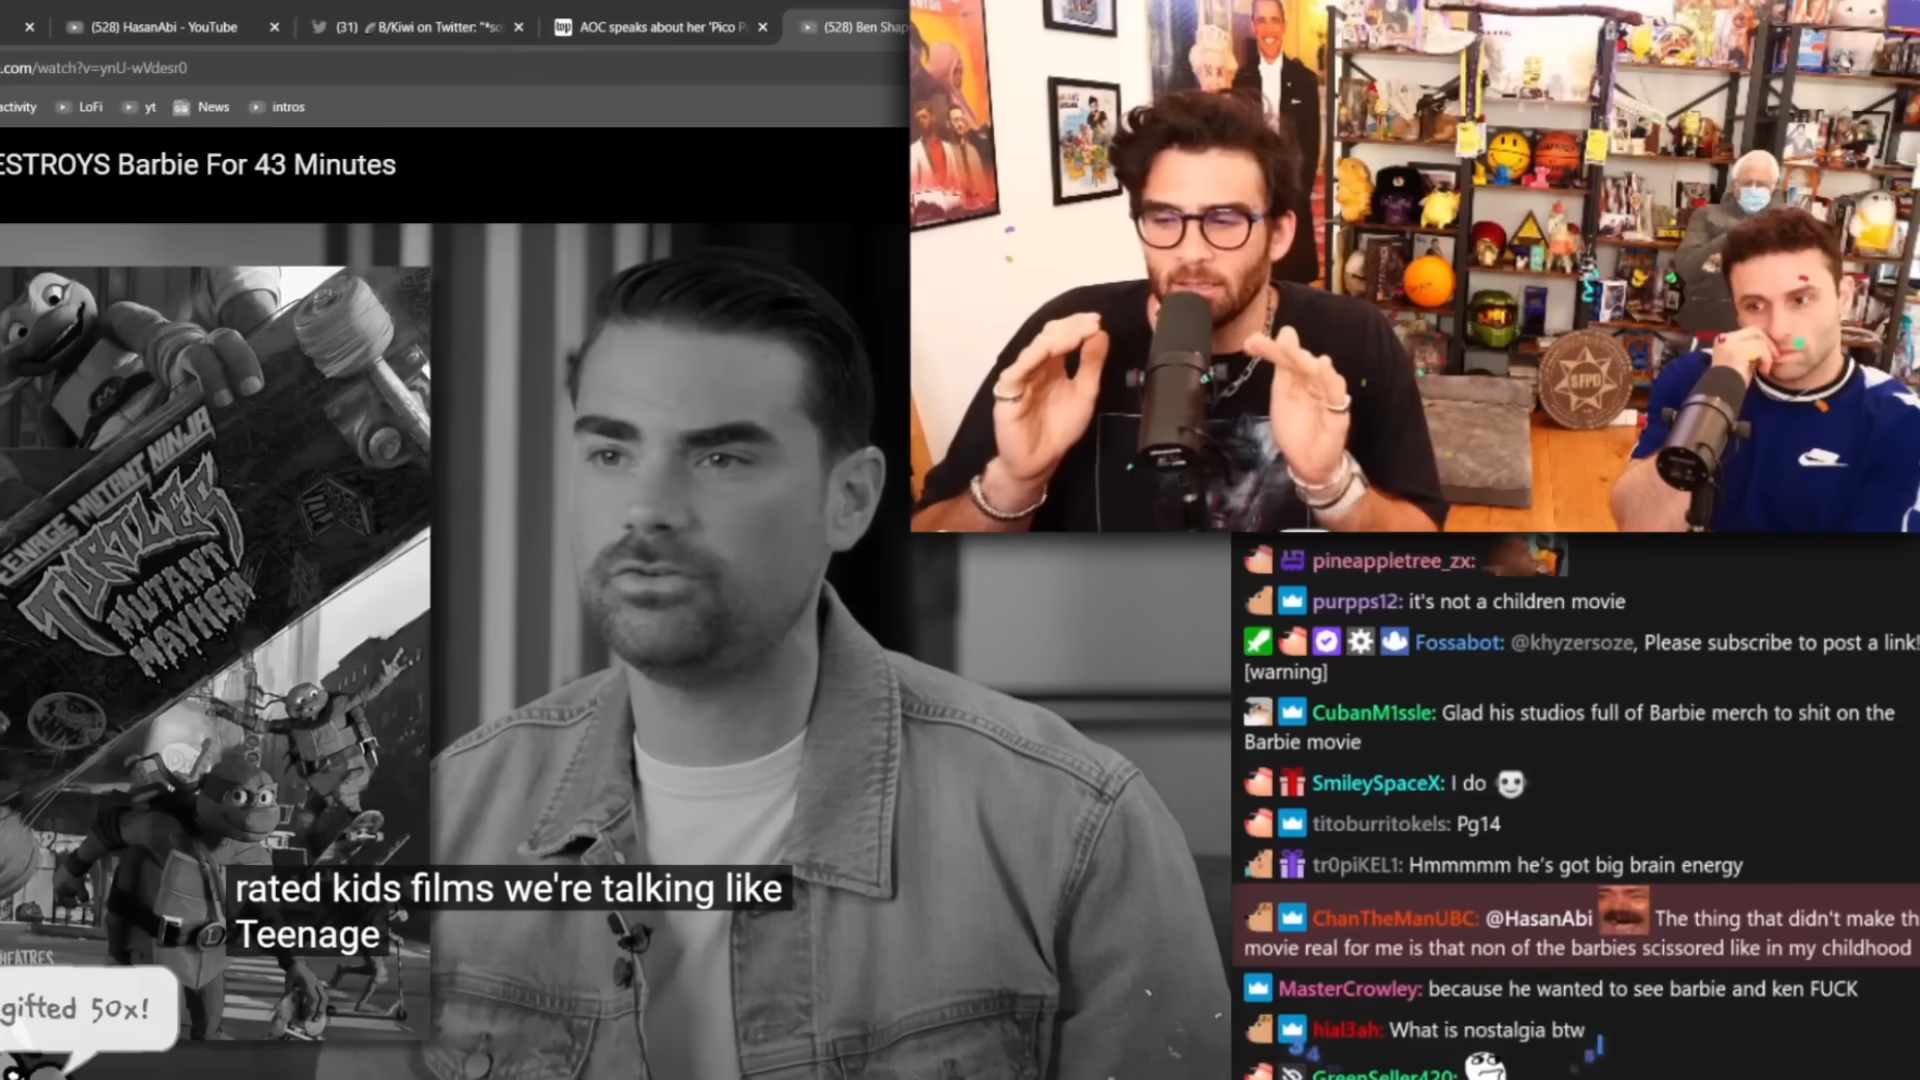 (528) HasanAbi - YouTube
(31) B/Kiwi on Twitter: "*so
AOC speaks about her 'Pico P
(528) Ben Shap
.com/watch?v=ynU-wVdesr0
activity
LoFi
yt
News
intros
ESTROYS Barbie For 43 Minutes
EENAGE MUTANT NINJA
TURTLES
MUTANT
MAYHEM
HEATRES
rated kids films we're talking like
Teenage
gifted 50x!
SFPD
pineappletree_zx:
purpps12: it's not a children movie
Fossabot: @khyzersoze, Please subscribe to post a link!
[warning]
CubanM1ssle: Glad his studios full of Barbie merch to shit on the
Barbie movie
SmileySpaceX: I do
titoburritokels: Pg14
tr0piKEL1: Hmmmmm he's got big brain energy
ChanTheManUBC: @HasanAbi The thing that didn't make th
movie real for me is that non of the barbies scissored like in my childhood
MasterCrowley: because he wanted to see barbie and ken FUCK
hial3ah: What is nostalgia btw
GreenSeller420: